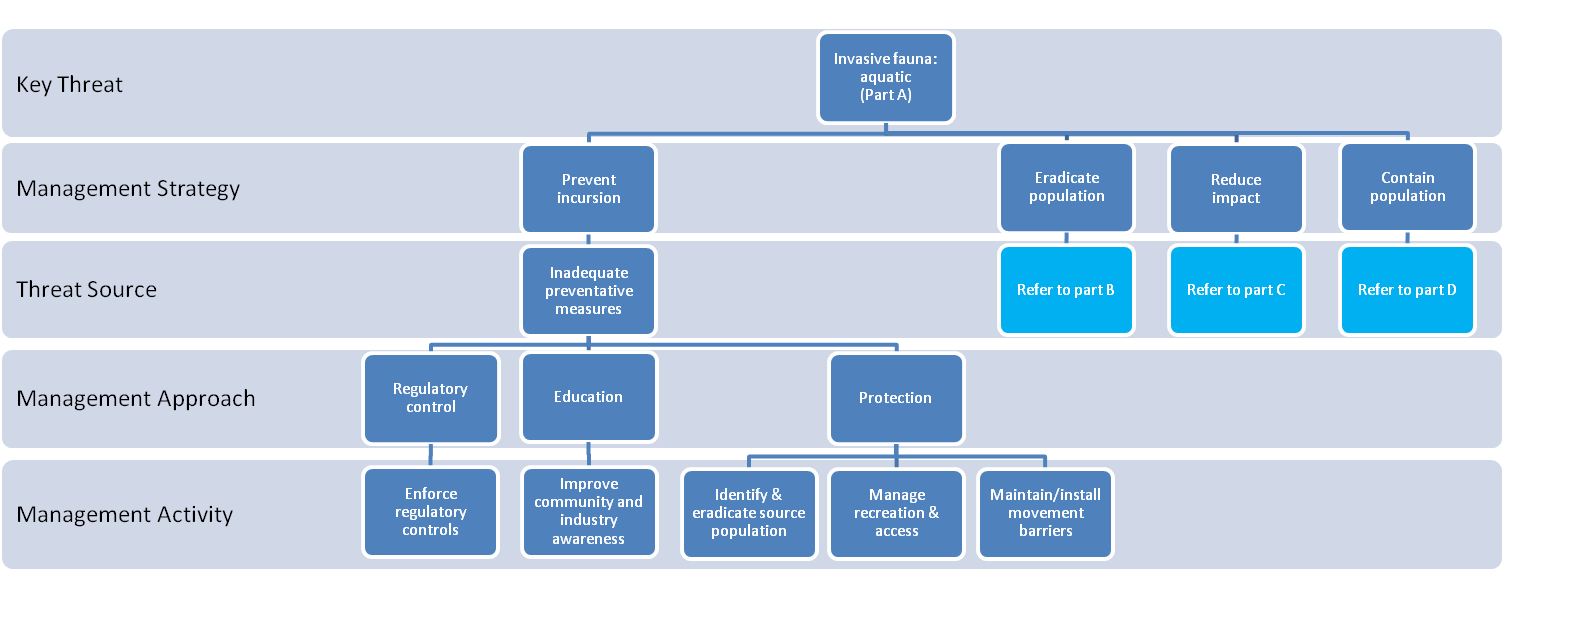 Key Threat
Invasive fauna:
aquatic
(Part A)
Management Strategy
Prevent
incursion
Eradicate
population
Reduce
impact
Contain
population
Threat Source
Inadequate
preventative
measures
Refer to part B
Refer to part C
Refer to part D
Management Approach
Regulatory
control
Education
Protection
Management Activity
Enforce
regulatory
controls
Improve
community and
industry
awareness
Identify &
eradicate source
population
Manage
recreation &
access
Maintain/install
movement
barriers